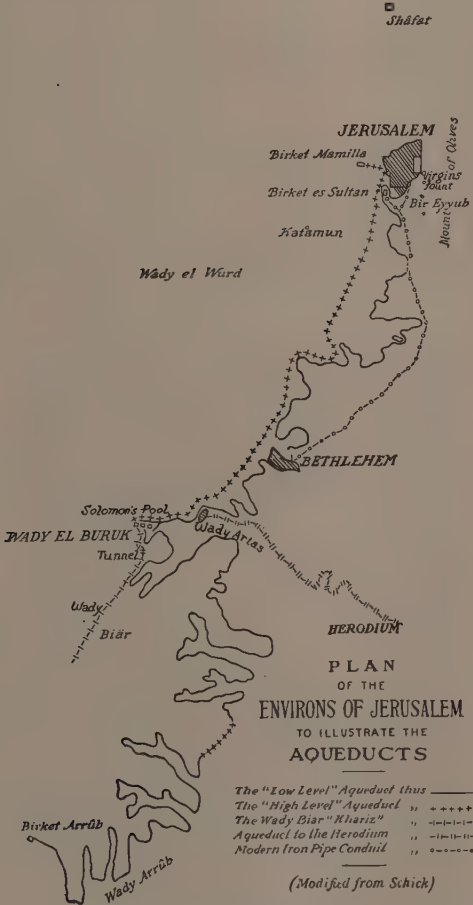 Shâfat
JERUSALEM
Birket Mamilla
Virgins
Fount
Mount of Olives
Birket es Sultan
Bir Eyyub
Katâmun
Wady el Wurd
BETHLEHEM
Solomon's Pool
WADY EL BURUK
Wady Artas
Tunnel
Wady
Biâr
HERODIUM
PLAN
OF THE
ENVIRONS OF JERUSALEM
TO ILLUSTRATE THE
AQUEDUCTS
The "Low Level" Aqueduct thus
The "High Level" Aqueduct "
The Wady Biar "Khariz" "
Aqueduct to the Herodium "
Modern Iron Pipe Conduit "
Birket Arrûb
Wady Arrûb
(Modified from Schick)